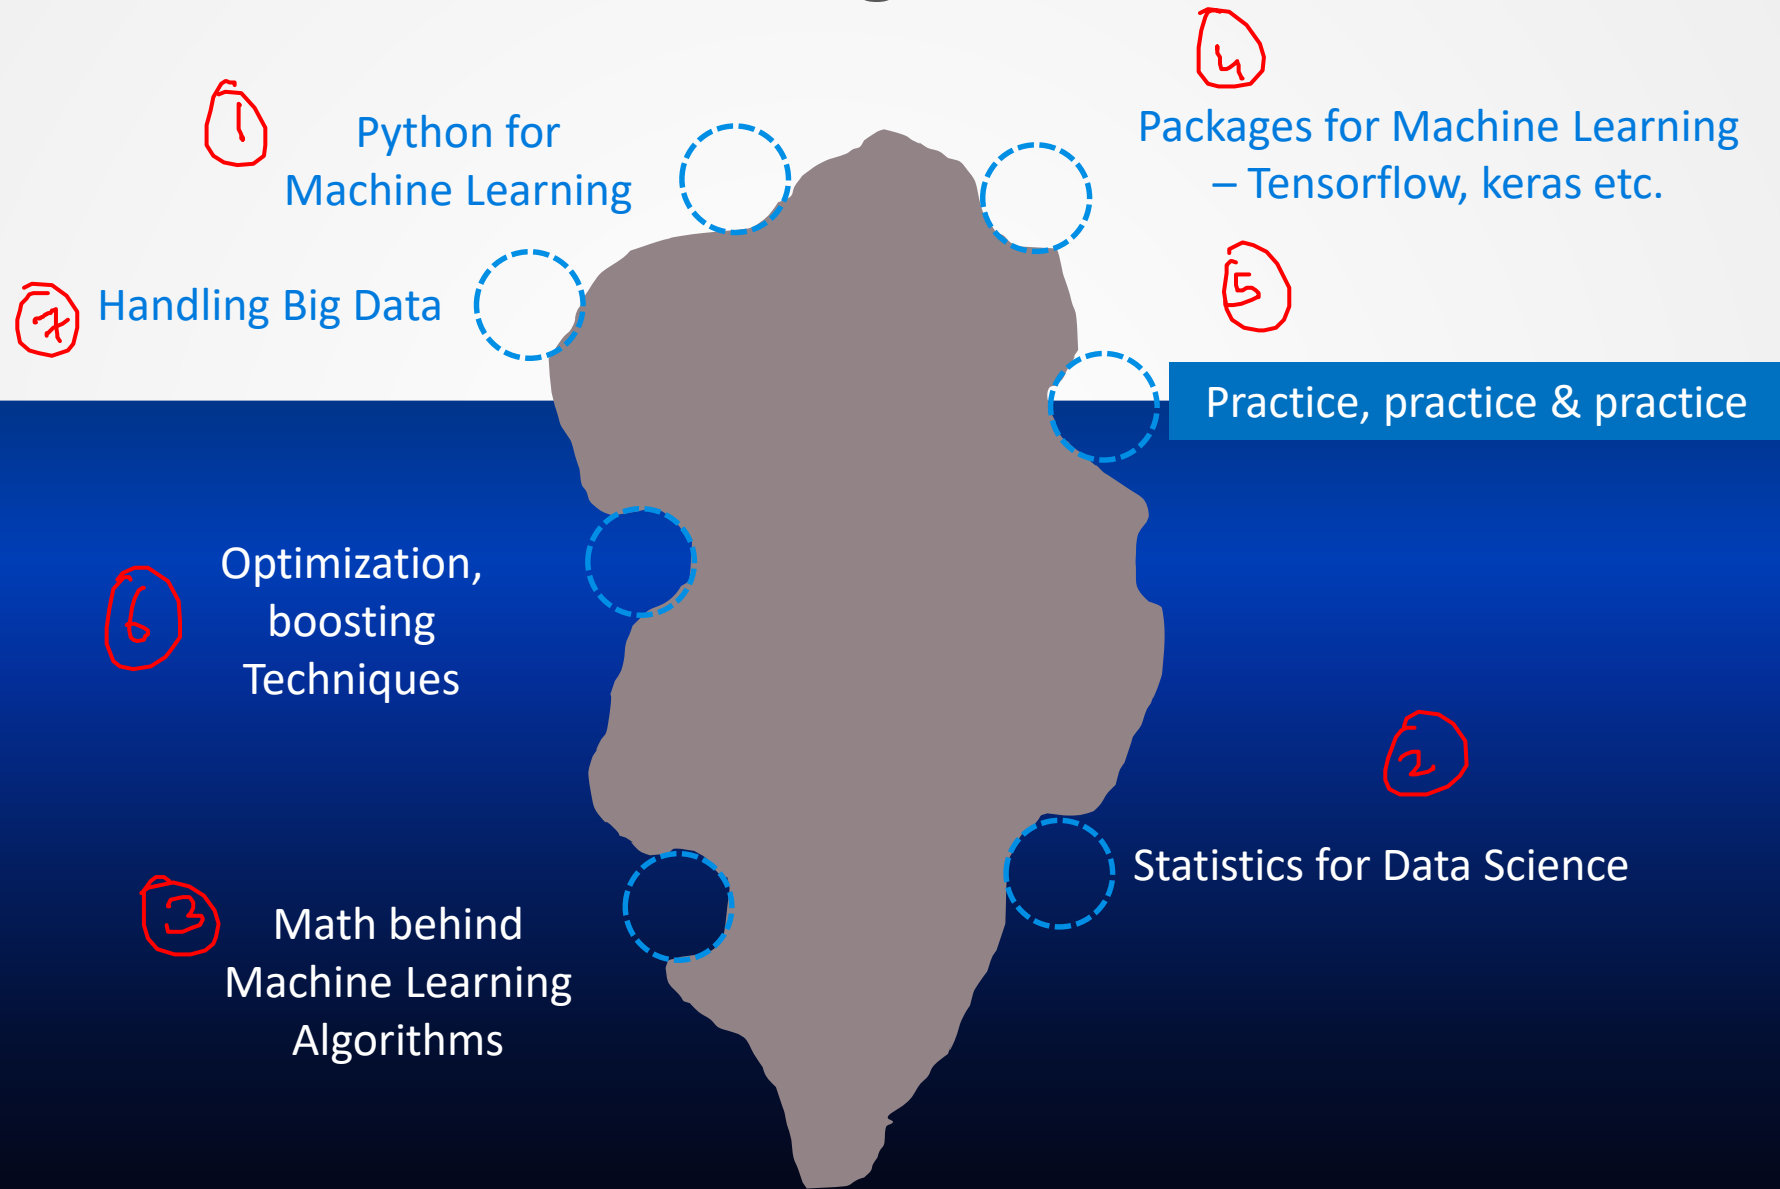 1
Python for
Machine Learning
4
Packages for Machine Learning
– Tensorflow, keras etc.
7
Handling Big Data
5
Practice, practice & practice
6
Optimization,
boosting
Techniques
2
Statistics for Data Science
3
Math behind
Machine Learning
Algorithms